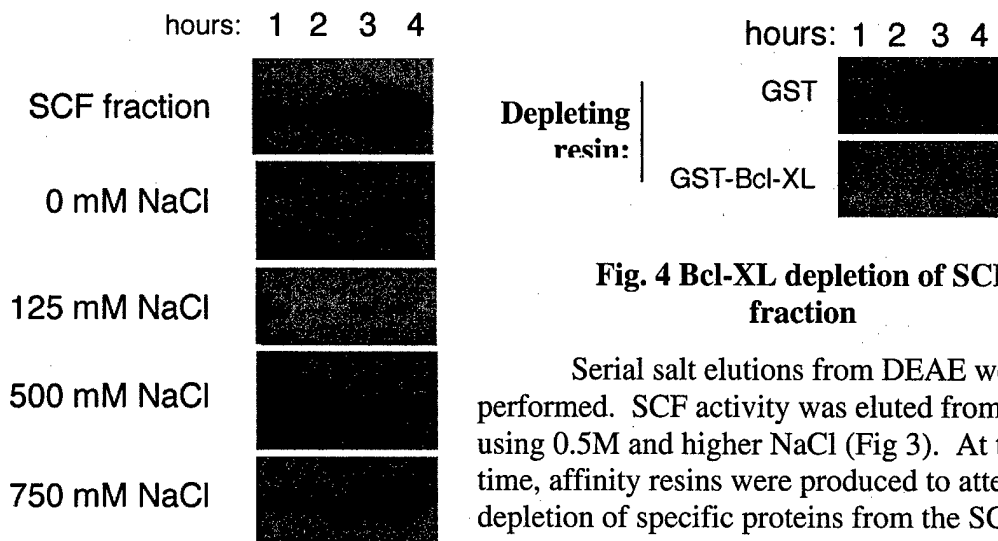 hours: 1 2 3 4
SCF fraction
0 mM NaCl
125 mM NaCl
500 mM NaCl
750 mM NaCl
hours: 1 2 3 4
Depleting
resin:
GST
GST-Bcl-XL
Fig. 4 Bcl-XL depletion of SC
fraction
Serial salt elutions from DEAE w
performed. SCF activity was eluted from
using 0.5M and higher NaCl (Fig 3). At t
time, affinity resins were produced to atte
depletion of specific proteins from the SC